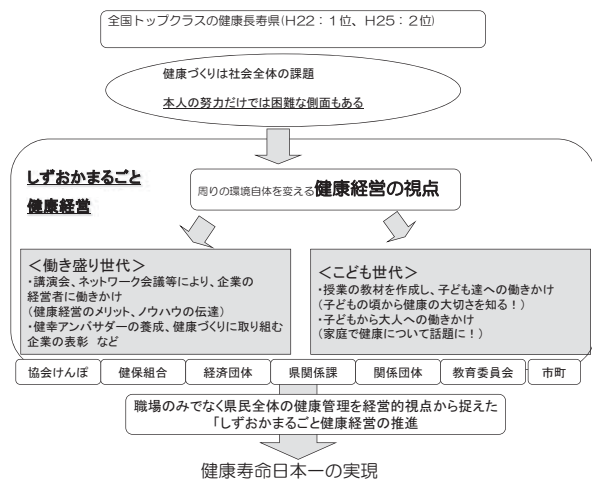 全国トップクラスの健康長寿県(H22：1位、H25：2位)
健康づくりは社会全体の課題
本人の努力だけでは困難な側面もある
しずおかまるごと
健康経営
周りの環境自体を変える健康経営の視点
＜働き盛り世代＞
・講演会、ネットワーク会議等により、企業の
経営者に働きかけ
（健康経営のメリット、ノウハウの伝達）
・健幸アンバサダーの養成、健康づくりに取り組む
企業の表彰 など
＜こども世代＞
・授業の教材を作成し、子ども達への働きかけ
（子どもの頃から健康の大切さを知る！）
・子どもから大人への働きかけ
（家庭で健康について話題に！）
協会けんぽ 健保組合 経済団体 県関係課 関係団体 教育委員会 市町
職場のみでなく県民全体の健康管理を経営的視点から捉えた
「しずおかまるごと健康経営の推進
健康寿命日本一の実現